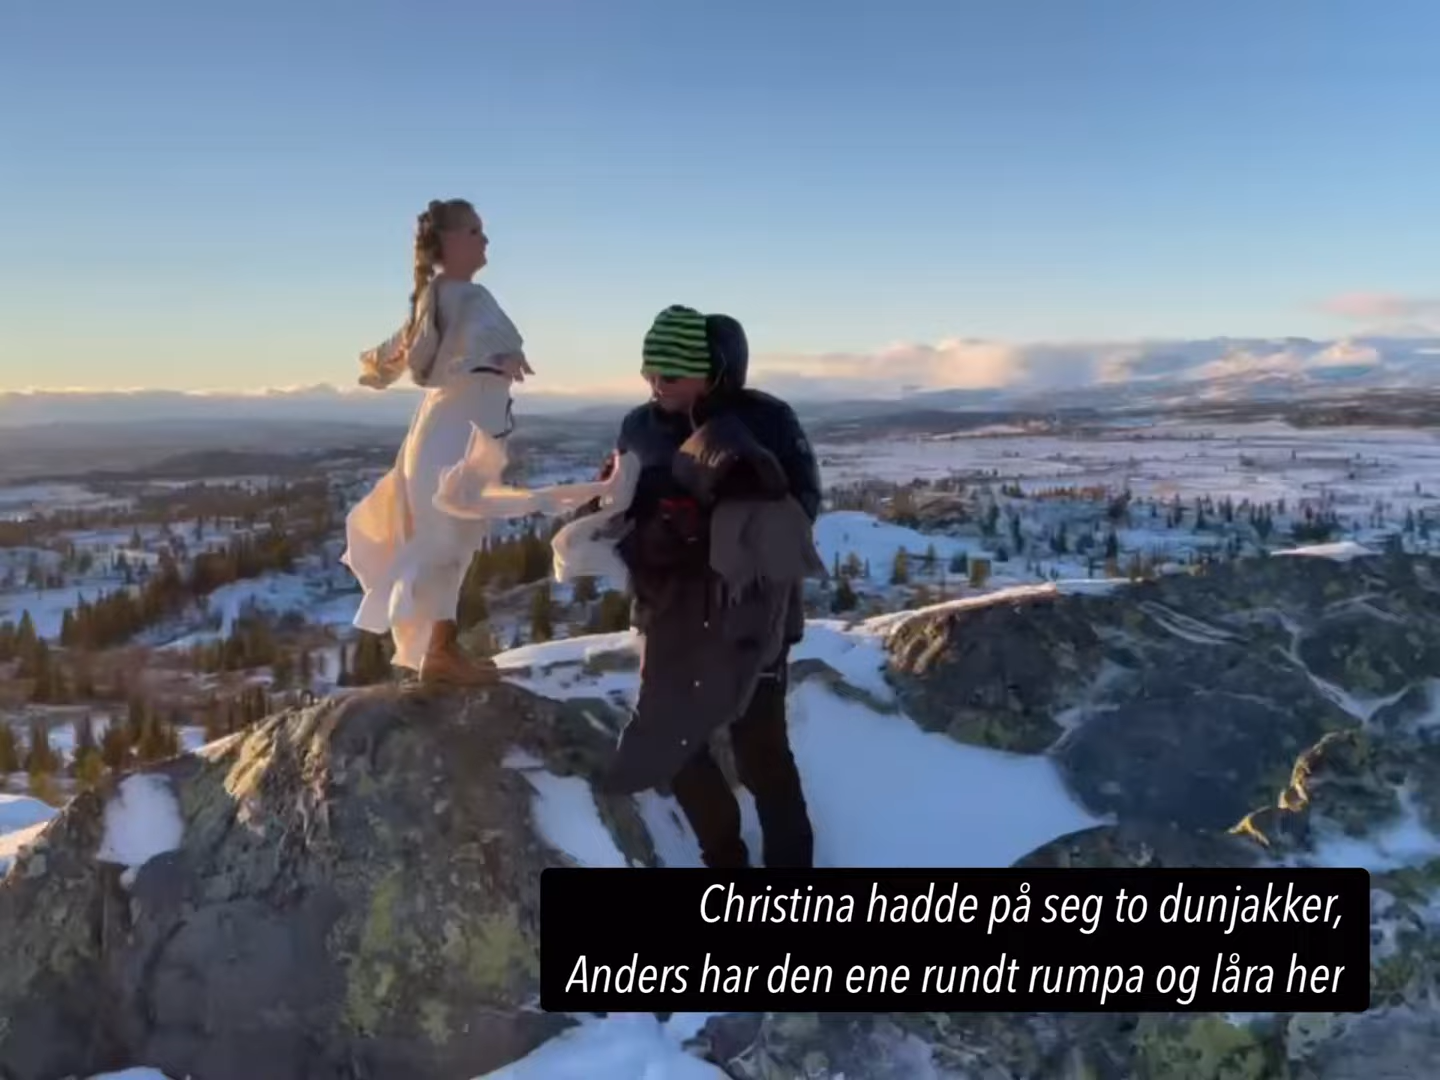 Christina hadde på seg to dunjakker,
Anders har den ene rundt rumpa og låra her